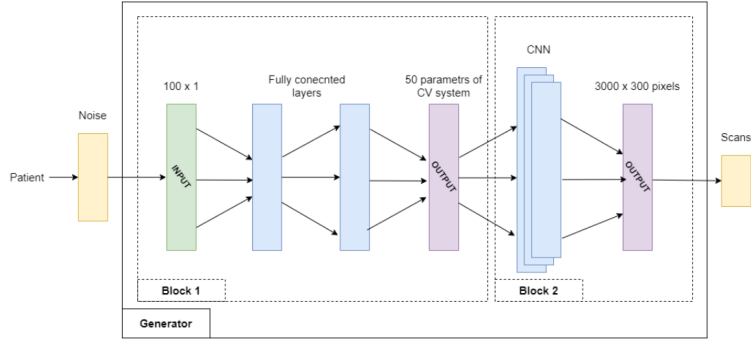 CNN
100 x 1
Fully conecnted
layers
50 parametrs of
CV system
3000 x 300 pixels
Noise
Scans
Patient
INPUT
OUTPUT
OUTPUT
Block 1
Block 2
Generator